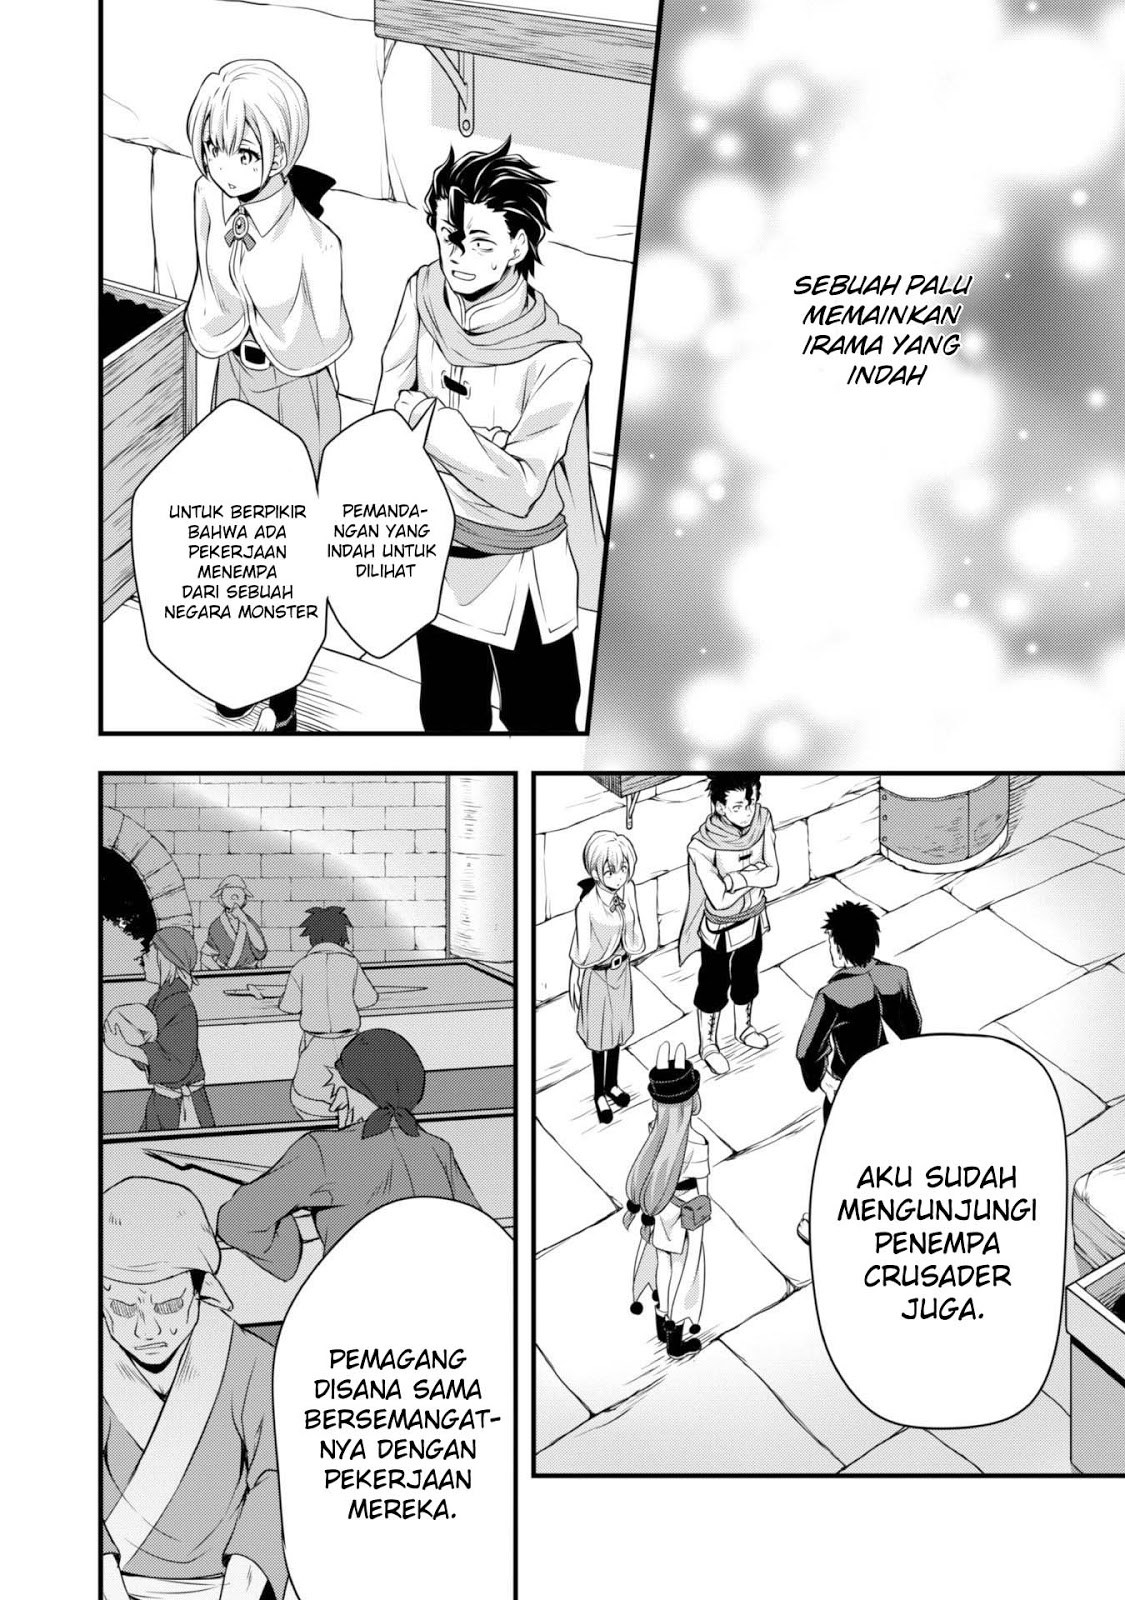 SEBUAH PALU
MEMAINKAN
IRAMA YANG
INDAH
PEMANDA-
NGAN YANG
INDAH UNTUK
DILIHAT
UNTUK BERPIKIR
BAHWA ADA
PEKERJAAN
MENEMPA
DARI SEBUAH
NEGARA MONSTER
AKU SUDAH
MENGUNJUNGI
PENEMPA
CRUSADER
JUGA.
PEMAGANG
DISANA SAMA
BERSEMANGAT-
NYA DENGAN
PEKERJAAN
MEREKA.